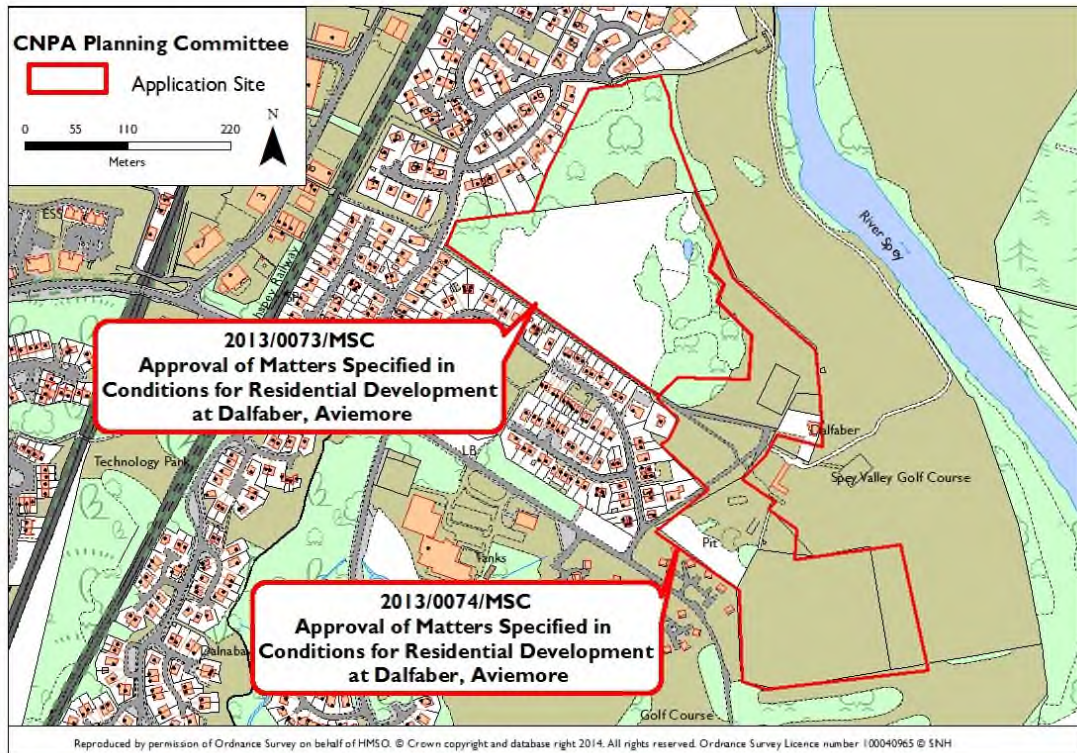 CNPA Planning Committee
Application Site
0 55 110 220
Meters
N
ESS
River Spey
2013/0073/MSC
Approval of Matters Specified in
Conditions for Residential Development
at Dalfaber, Aviemore
Technology Park
LB
Dalfaber
Spey Valley Golf Course
Pit
Tanks
2013/0074/MSC
Approval of Matters Specified in
Conditions for Residential Development
at Dalfaber, Aviemore
Golf Course
Reproduced by permission of Ordnance Survey on behalf of HMSO. © Crown copyright and database right 2014. All rights reserved. Ordnance Survey Licence number 100040965 © SNH